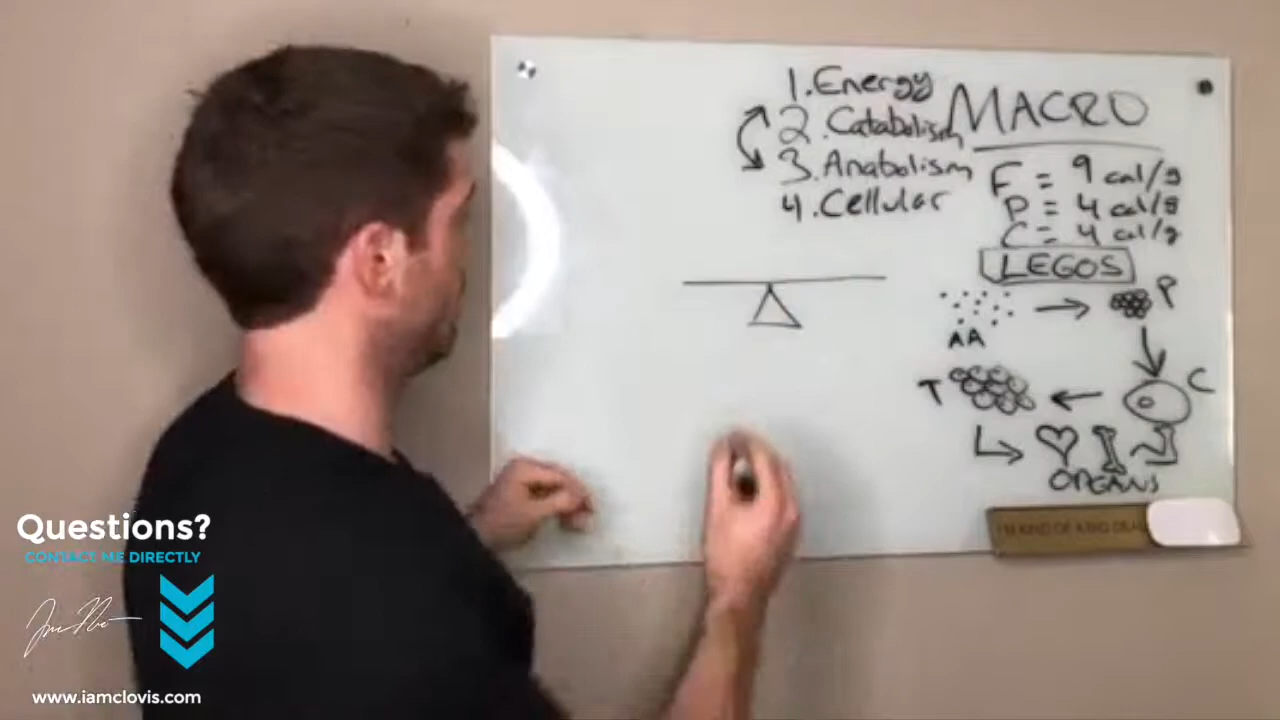 1. Energy
2. Catabolism
3. Anabolism
4. Cellular
MACRO
F = 9 cal/g
P = 4 cal/g
C = 4 cal/g
LEGOS
AA
P
C
T
ORGANS
Questions?
CONTACT ME DIRECTLY
www.iamclovis.com